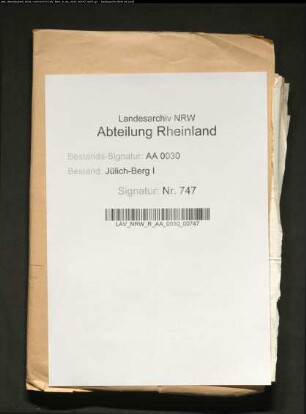 Landesarchiv NRW
Abteilung Rheinland
Bestands-Signatur: AA 0030
Bestand: Jülich-Berg I
Signatur: Nr. 747
LAV_NRW_R_AA_0030_00747